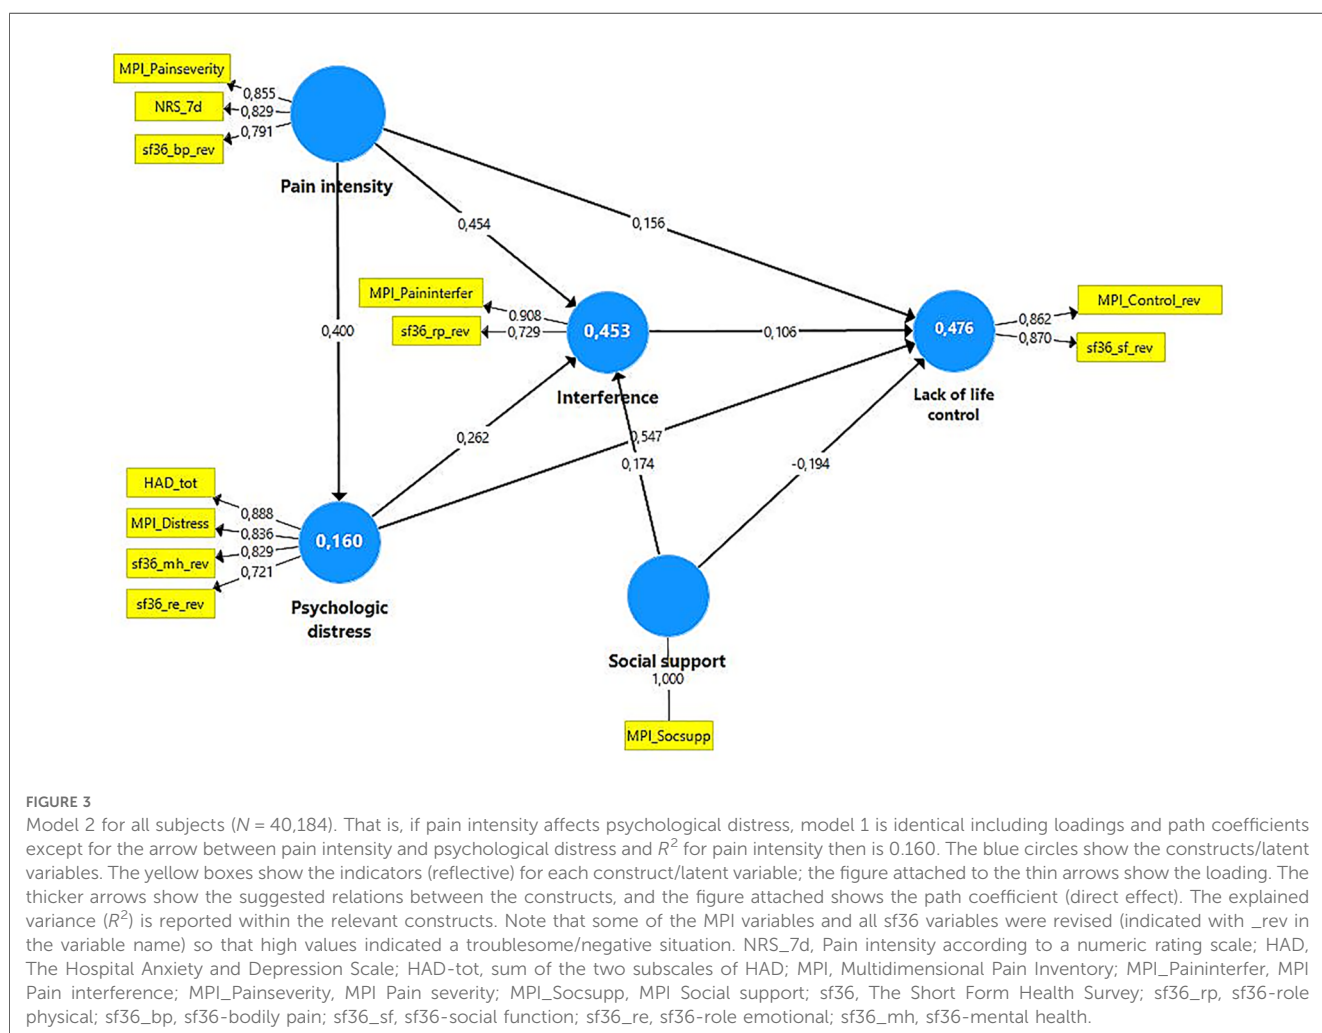 MPI_Painseverity
0,855
NRS_7d
0,829
0,791
sf36_bp_rev
Pain intensity
0,454
0,156
MPI_Paininterfer
0,908
sf36_rp_rev
0,729
0,453
Interference
0,106
0,476
Lack of life
control
0,862
MPI_Control_rev
0,870
sf36_sf_rev
0,400
0,262
0,547
0,174
-0,194
HAD_tot
0,888
MPI_Distress
0,836
0,829
sf36_mh_rev
0,721
sf36_re_rev
0,160
Psychologic
distress
Social support
1,000
MPI_Socsupp
FIGURE 3
Model 2 for all subjects (N = 40,184). That is, if pain intensity affects psychological distress, model 1 is identical including loadings and path coefficients
except for the arrow between pain intensity and psychological distress and R² for pain intensity then is 0.160. The blue circles show the constructs/latent
variables. The yellow boxes show the indicators (reflective) for each construct/latent variable; the figure attached to the thin arrows show the loading. The
thicker arrows show the suggested relations between the constructs, and the figure attached shows the path coefficient (direct effect). The explained
variance (R²) is reported within the relevant constructs. Note that some of the MPI variables and all sf36 variables were revised (indicated with _rev in
the variable name) so that high values indicated a troublesome/negative situation. NRS_7d, Pain intensity according to a numeric rating scale; HAD,
The Hospital Anxiety and Depression Scale; HAD-tot, sum of the two subscales of HAD; MPI, Multidimensional Pain Inventory; MPI_Paininterfer, MPI
Pain interference; MPI_Painseverity, MPI Pain severity; MPI_Socsupp, MPI Social support; sf36, The Short Form Health Survey; sf36_rp, sf36-role
physical; sf36_bp, sf36-bodily pain; sf36_sf, sf36-social function; sf36_re, sf36-role emotional; sf36_mh, sf36-mental health.